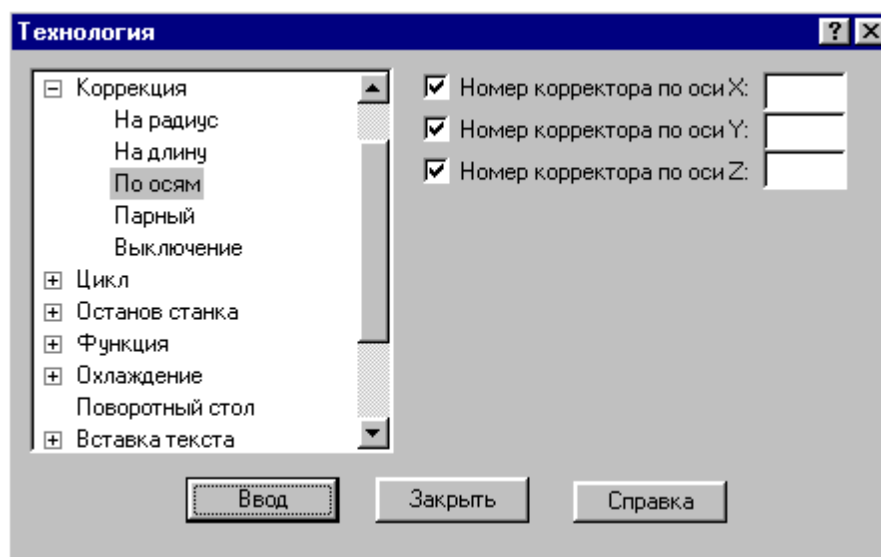 Технология
Коррекция
На радиус
На длину
По осям
Парный
Выключение
Цикл
Останов станка
Функция
Охлаждение
Поворотный стол
Вставка текста
Номер корректора по оси X:
Номер корректора по оси Y:
Номер корректора по оси Z:
Ввод
Закрыть
Справка